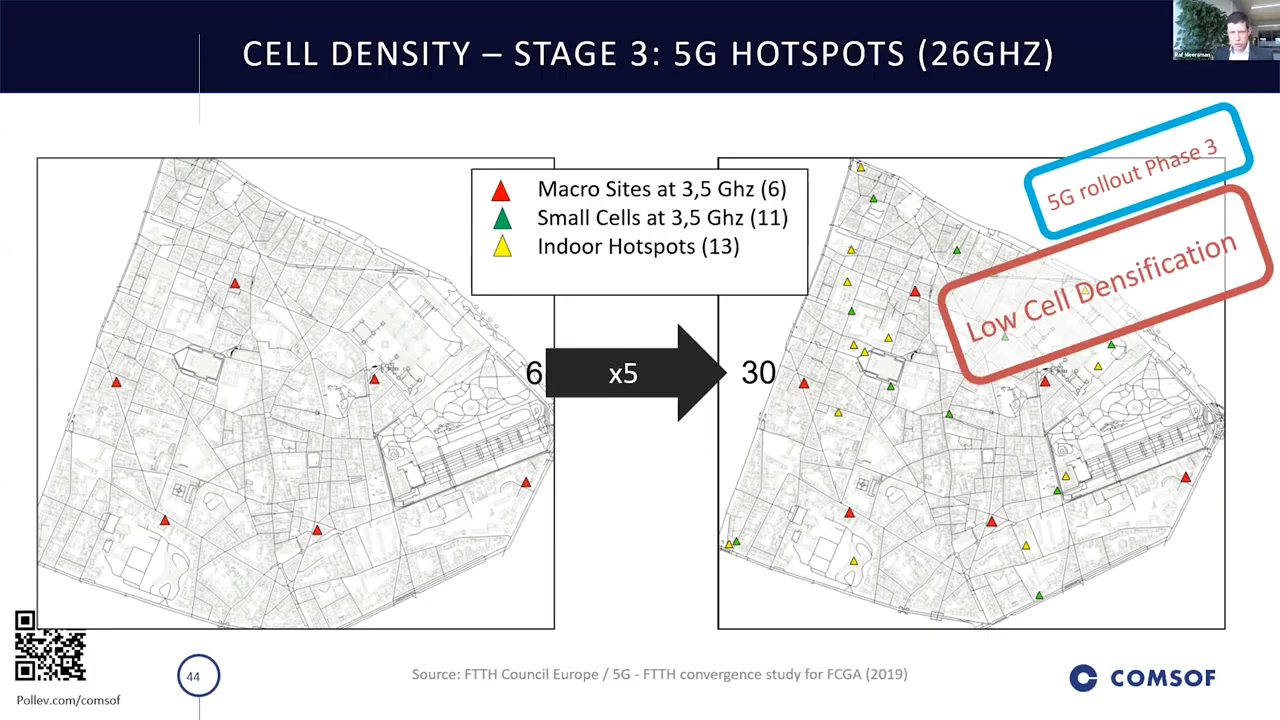 CELL DENSITY – STAGE 3: 5G HOTSPOTS (26GHZ)
Raf Meersman
5G rollout Phase 3
Low Cell Densification
Macro Sites at 3,5 Ghz (6)
Small Cells at 3,5 Ghz (11)
Indoor Hotspots (13)
6
x5
30
Pollev.com/comsof
44
Source: FTTH Council Europe / 5G - FTTH convergence study for FCGA (2019)
COMSOF